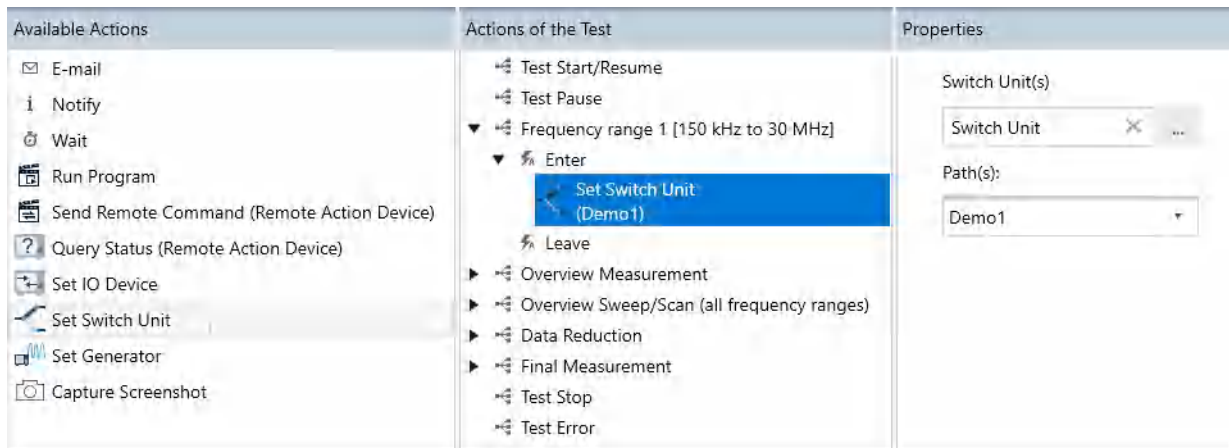 Available Actions
E-mail
Notify
Wait
Run Program
Send Remote Command (Remote Action Device)
Query Status (Remote Action Device)
Set IO Device
Set Switch Unit
Set Generator
Capture Screenshot
Actions of the Test
Test Start/Resume
Test Pause
Frequency range 1 [150 kHz to 30 MHz]
Enter
Set Switch Unit
(Demo1)
Leave
Overview Measurement
Overview Sweep/Scan (all frequency ranges)
Data Reduction
Final Measurement
Test Stop
Test Error
Properties
Switch Unit(s)
Switch Unit
...
Path(s):
Demo1